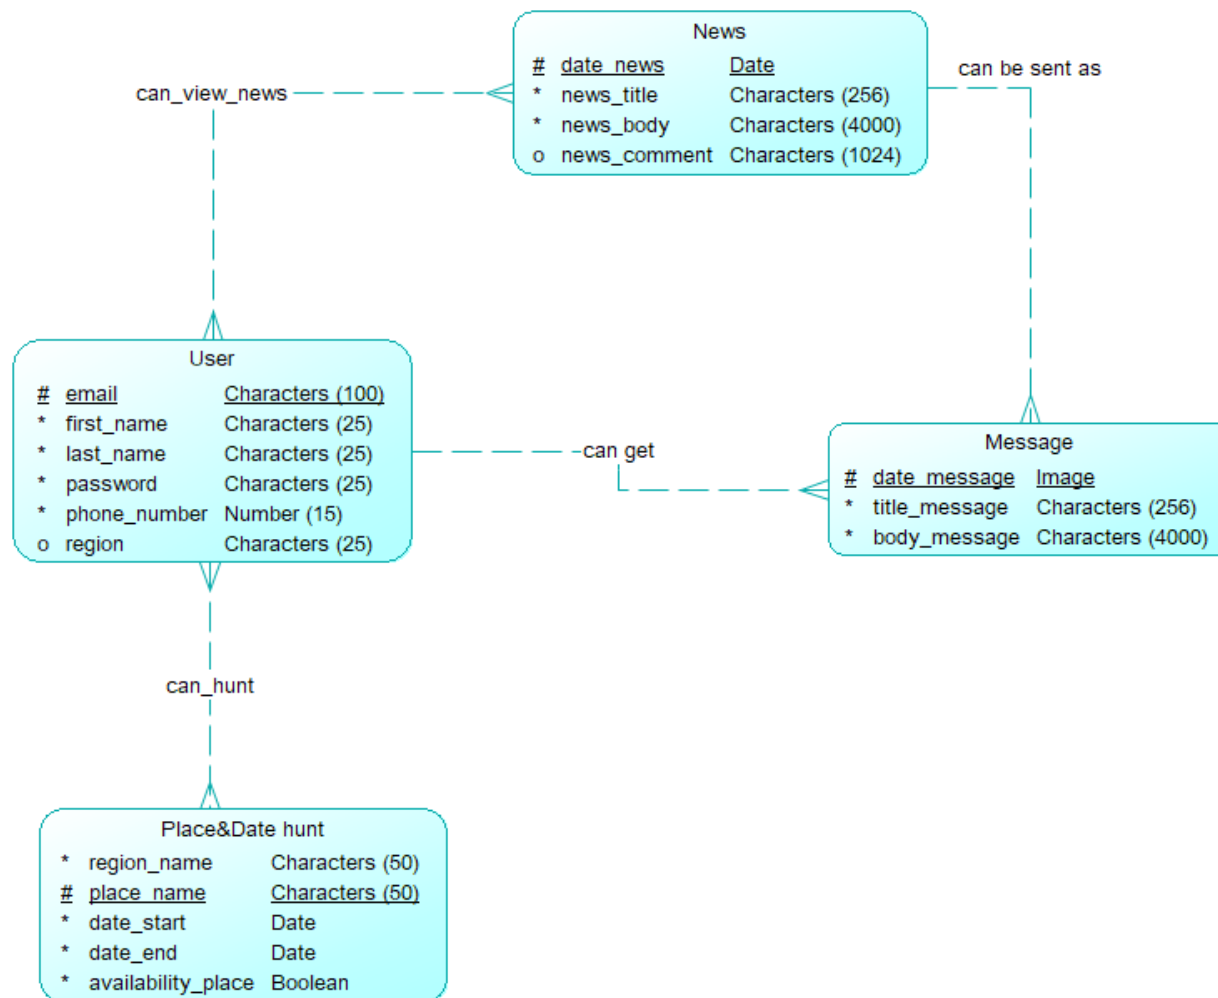 News
# date_news Date
* news_title Characters (256)
* news_body Characters (4000)
o news_comment Characters (1024)
can be sent as
can_view_news
User
# email Characters (100)
* first_name Characters (25)
* last_name Characters (25)
* password Characters (25)
* phone_number Number (15)
o region Characters (25)
can get
Message
# date_message Image
* title_message Characters (256)
* body_message Characters (4000)
can_hunt
Place&Date hunt
* region_name Characters (50)
# place_name Characters (50)
* date_start Date
* date_end Date
* availability_place Boolean